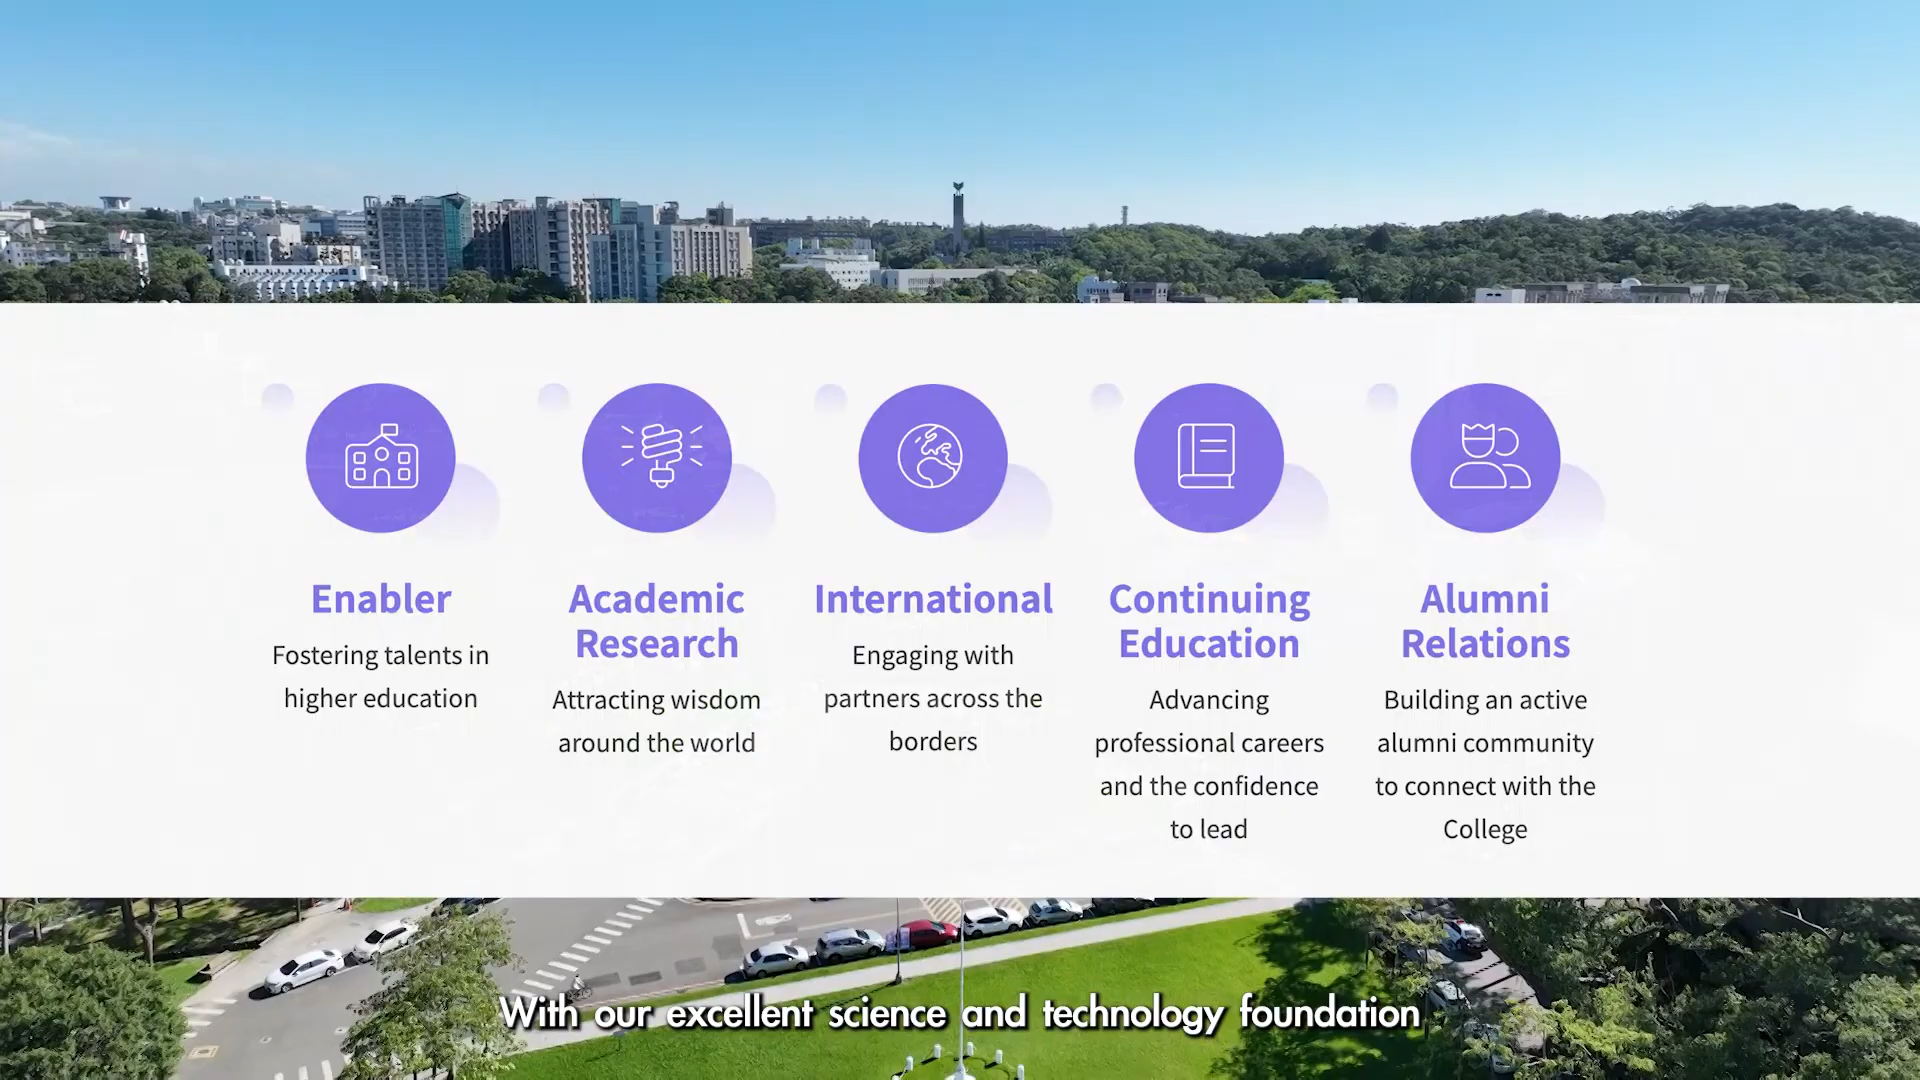 Enabler
Fostering talents in
higher education
Academic
Research
Attracting wisdom
around the world
International
Engaging with
partners across the
borders
Continuing
Education
Advancing
professional careers
and the confidence
to lead
Alumni
Relations
Building an active
alumni community
to connect with the
College
With our excellent science and technology foundation